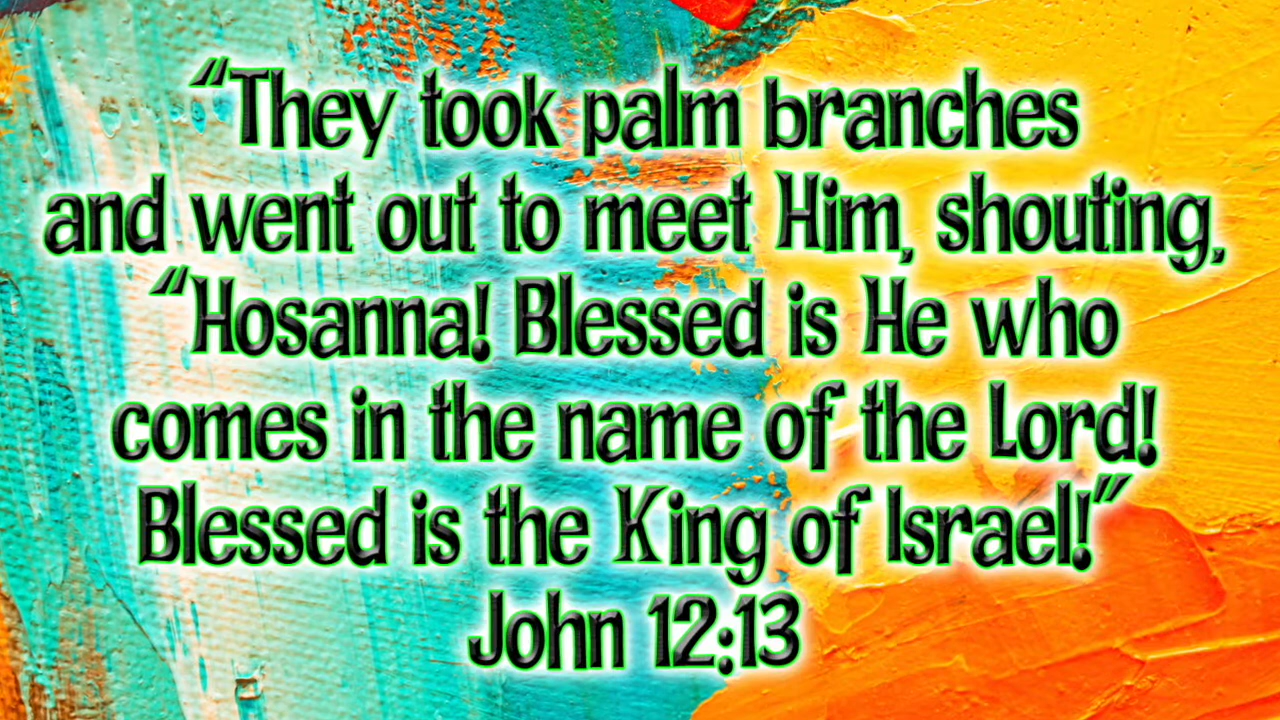 “They took palm branches
and went out to meet Him, shouting,
“Hosanna! Blessed is He who
comes in the name of the Lord!
Blessed is the King of Israel!”
John 12:13